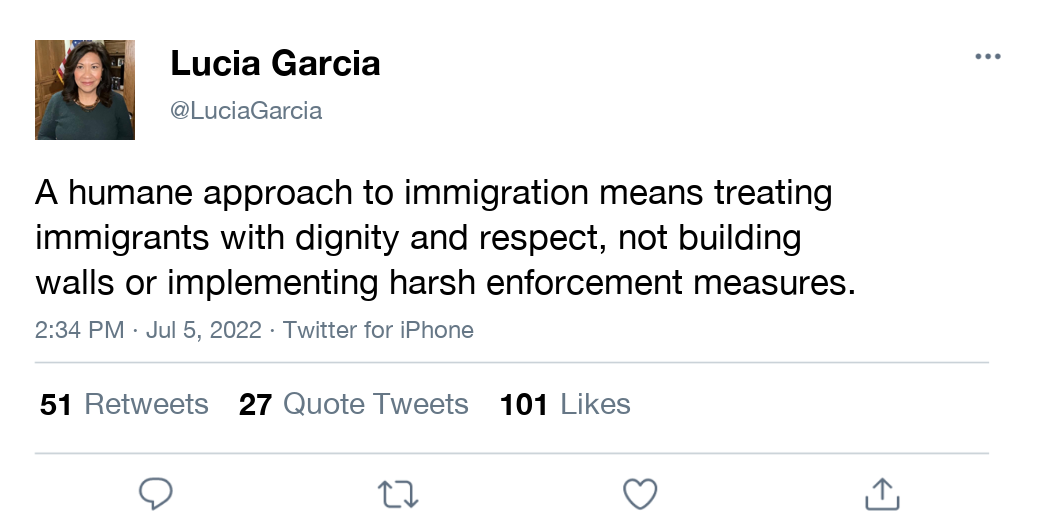 Lucia Garcia
@LuciaGarcia
A humane approach to immigration means treating
immigrants with dignity and respect, not building
walls or implementing harsh enforcement measures.
2:34 PM · Jul 5, 2022 · Twitter for iPhone
51 Retweets 27 Quote Tweets 101 Likes